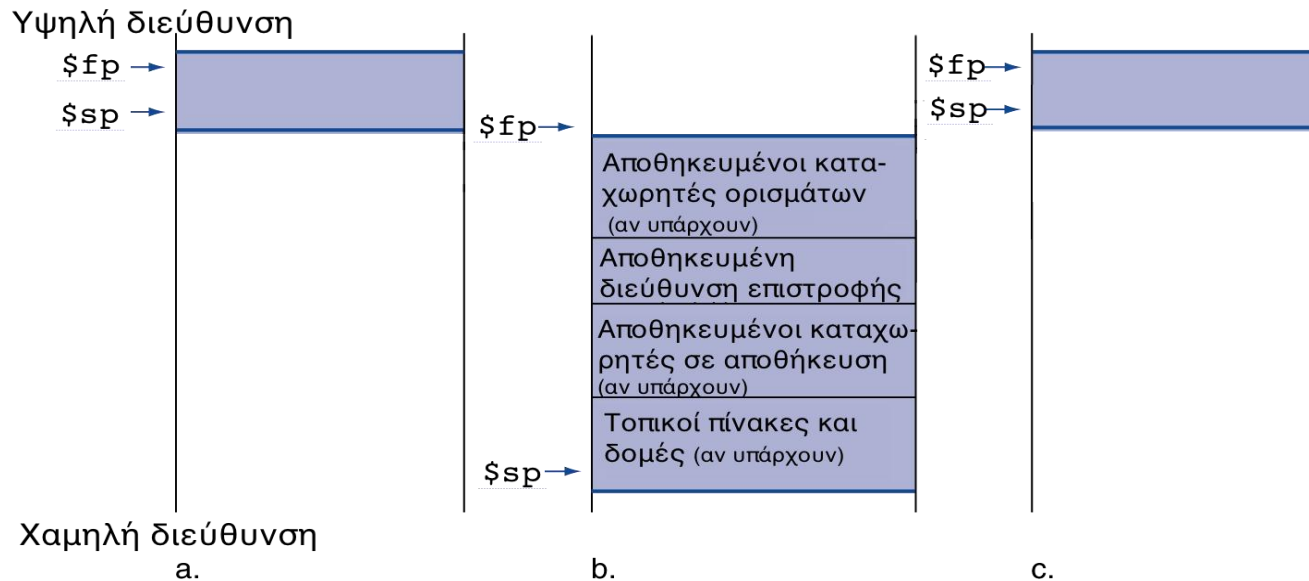 Υψηλή διεύθυνση
$fp
$sp
$fp
Αποθηκευμένοι κατα-
χωρητές ορισμάτων
(αν υπάρχουν)
Αποθηκευμένη
διεύθυνση επιστροφής
Αποθηκευμένοι καταχω-
ρητές σε αποθήκευση
(αν υπάρχουν)
Τοπικοί πίνακες και
δομές (αν υπάρχουν)
$sp
$fp
$sp
Χαμηλή διεύθυνση
a.
b.
c.